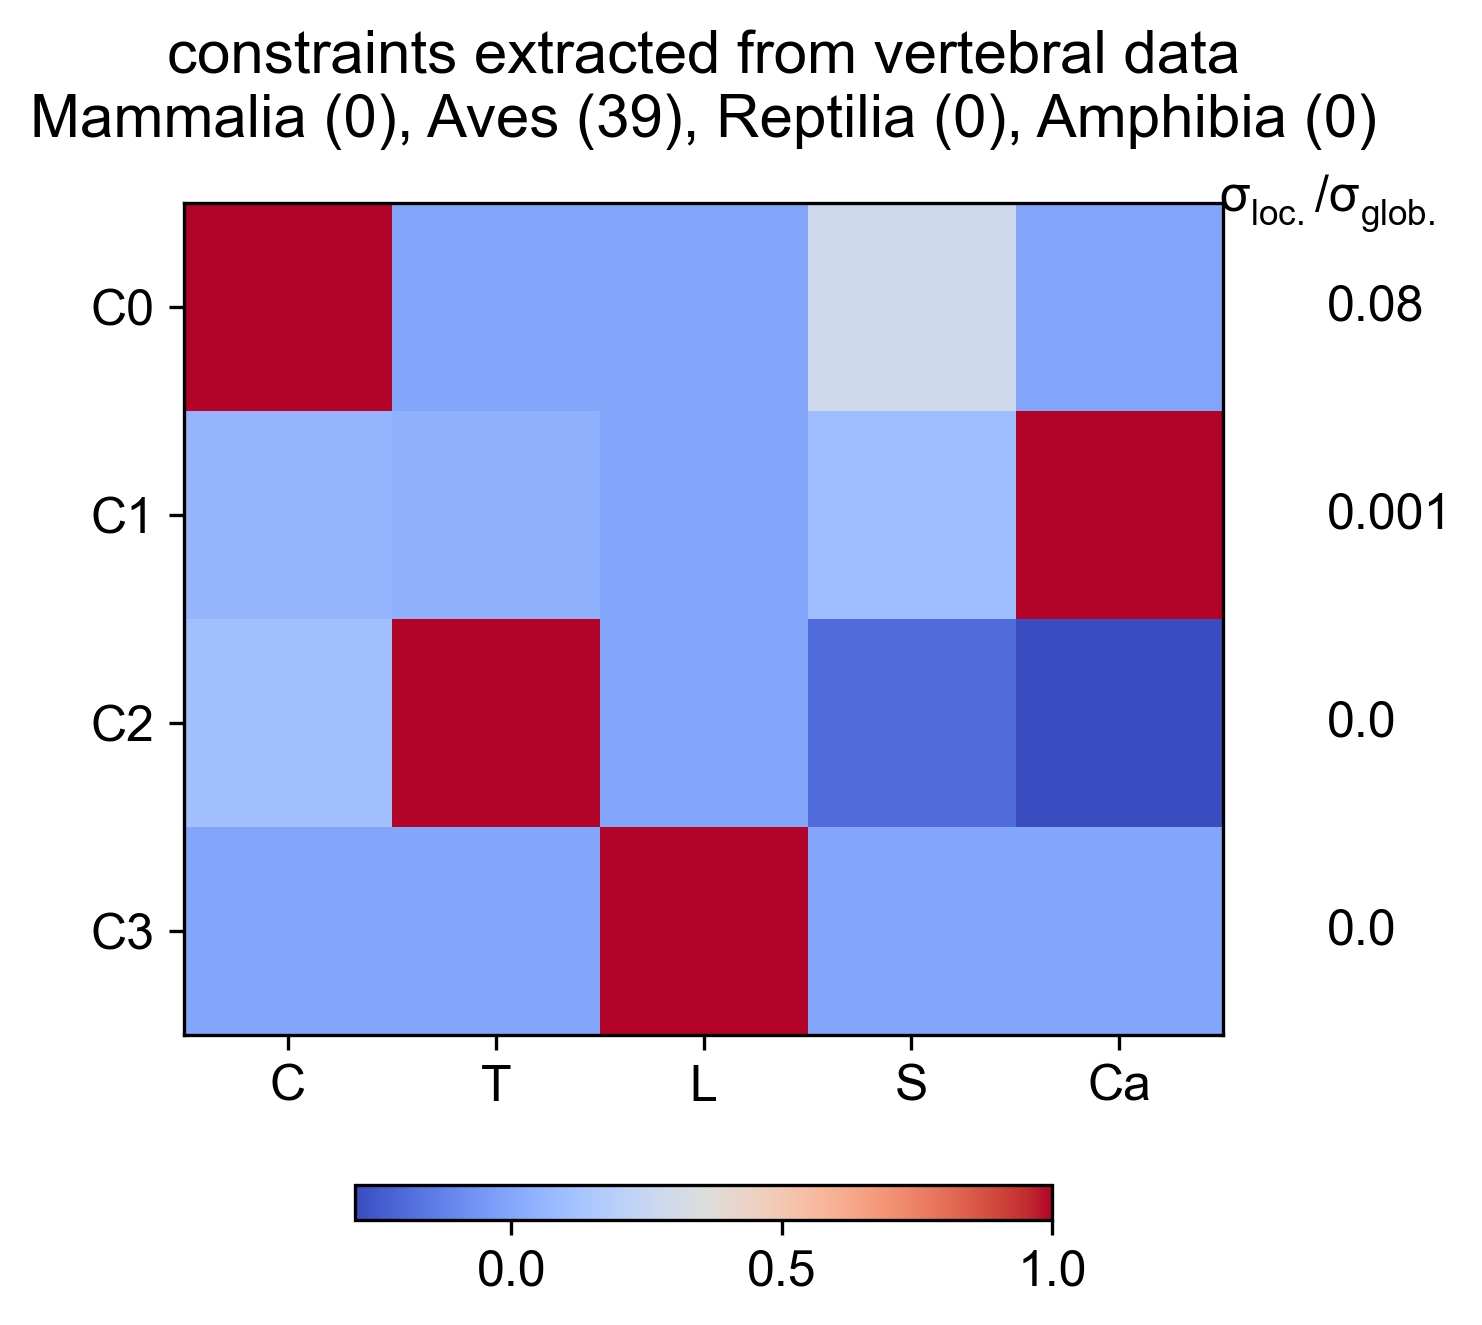 constraints extracted from vertebral data
Mammalia (0), Aves (39), Reptilia (0), Amphibia (0)
σloc. /σglob.
C0 0.08
C1 0.001
C2 0.0
C3 0.0
C T L S Ca
0.0 0.5 1.0